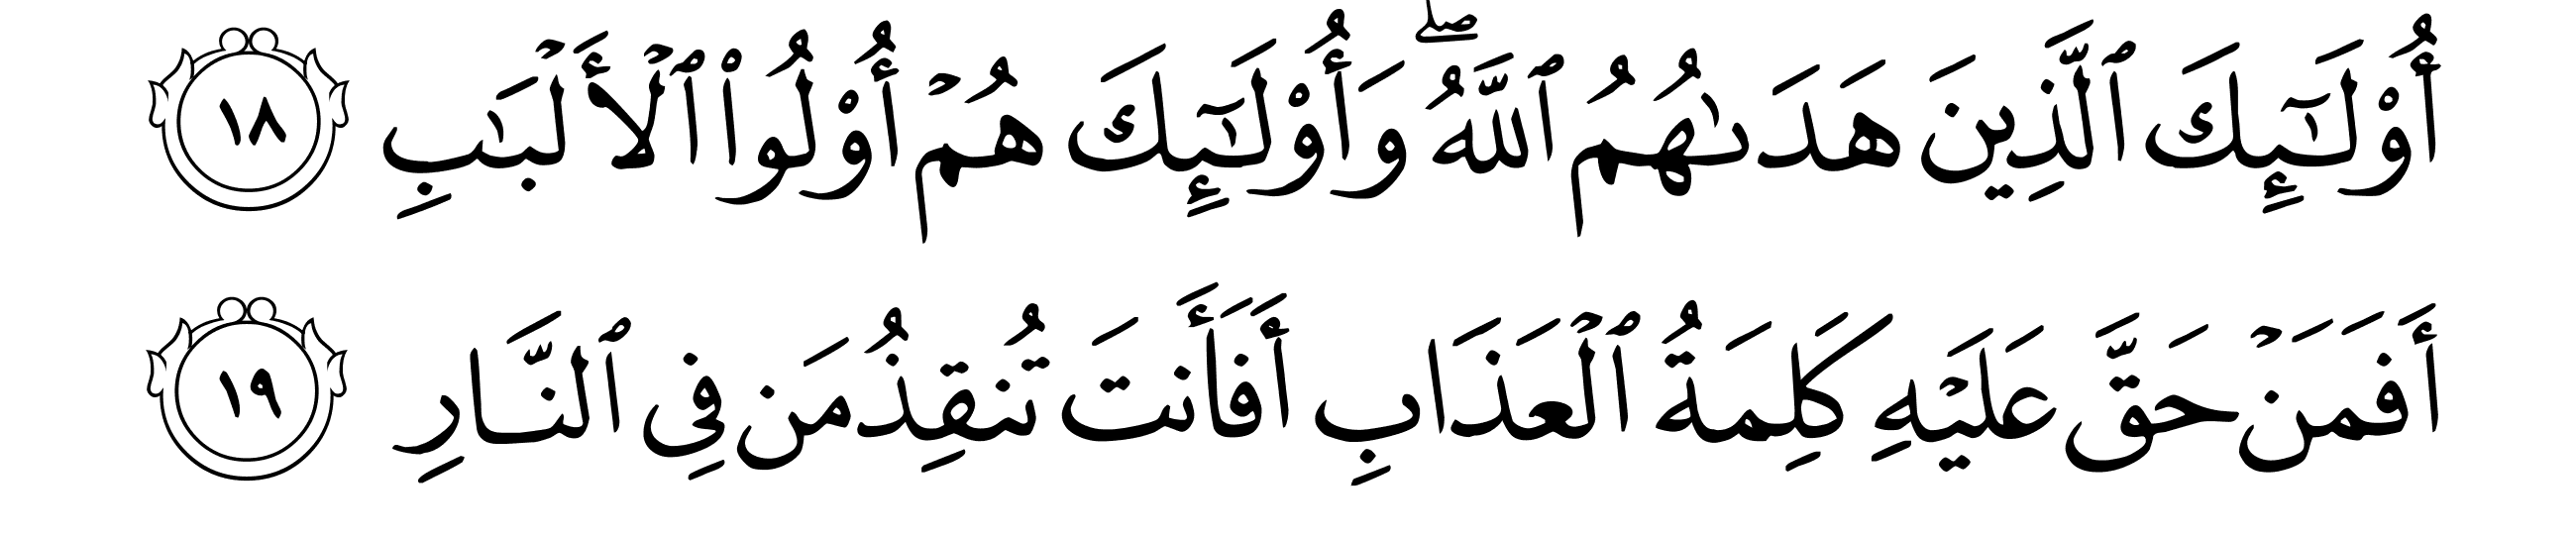 أُو۟لَـٰٓئِكَ ٱلَّذِينَ هَدَىٰهُمُ ٱللَّهُ ۖ وَأُو۟لَـٰٓئِكَ هُمْ أُو۟لُوا۟ ٱلْأَلْبَـٰبِ ١٨
أَفَمَنْ حَقَّ عَلَيْهِ كَلِمَةُ ٱلْعَذَابِ أَفَأَنتَ تُنقِذُ مَن فِى ٱلنَّارِ ١٩